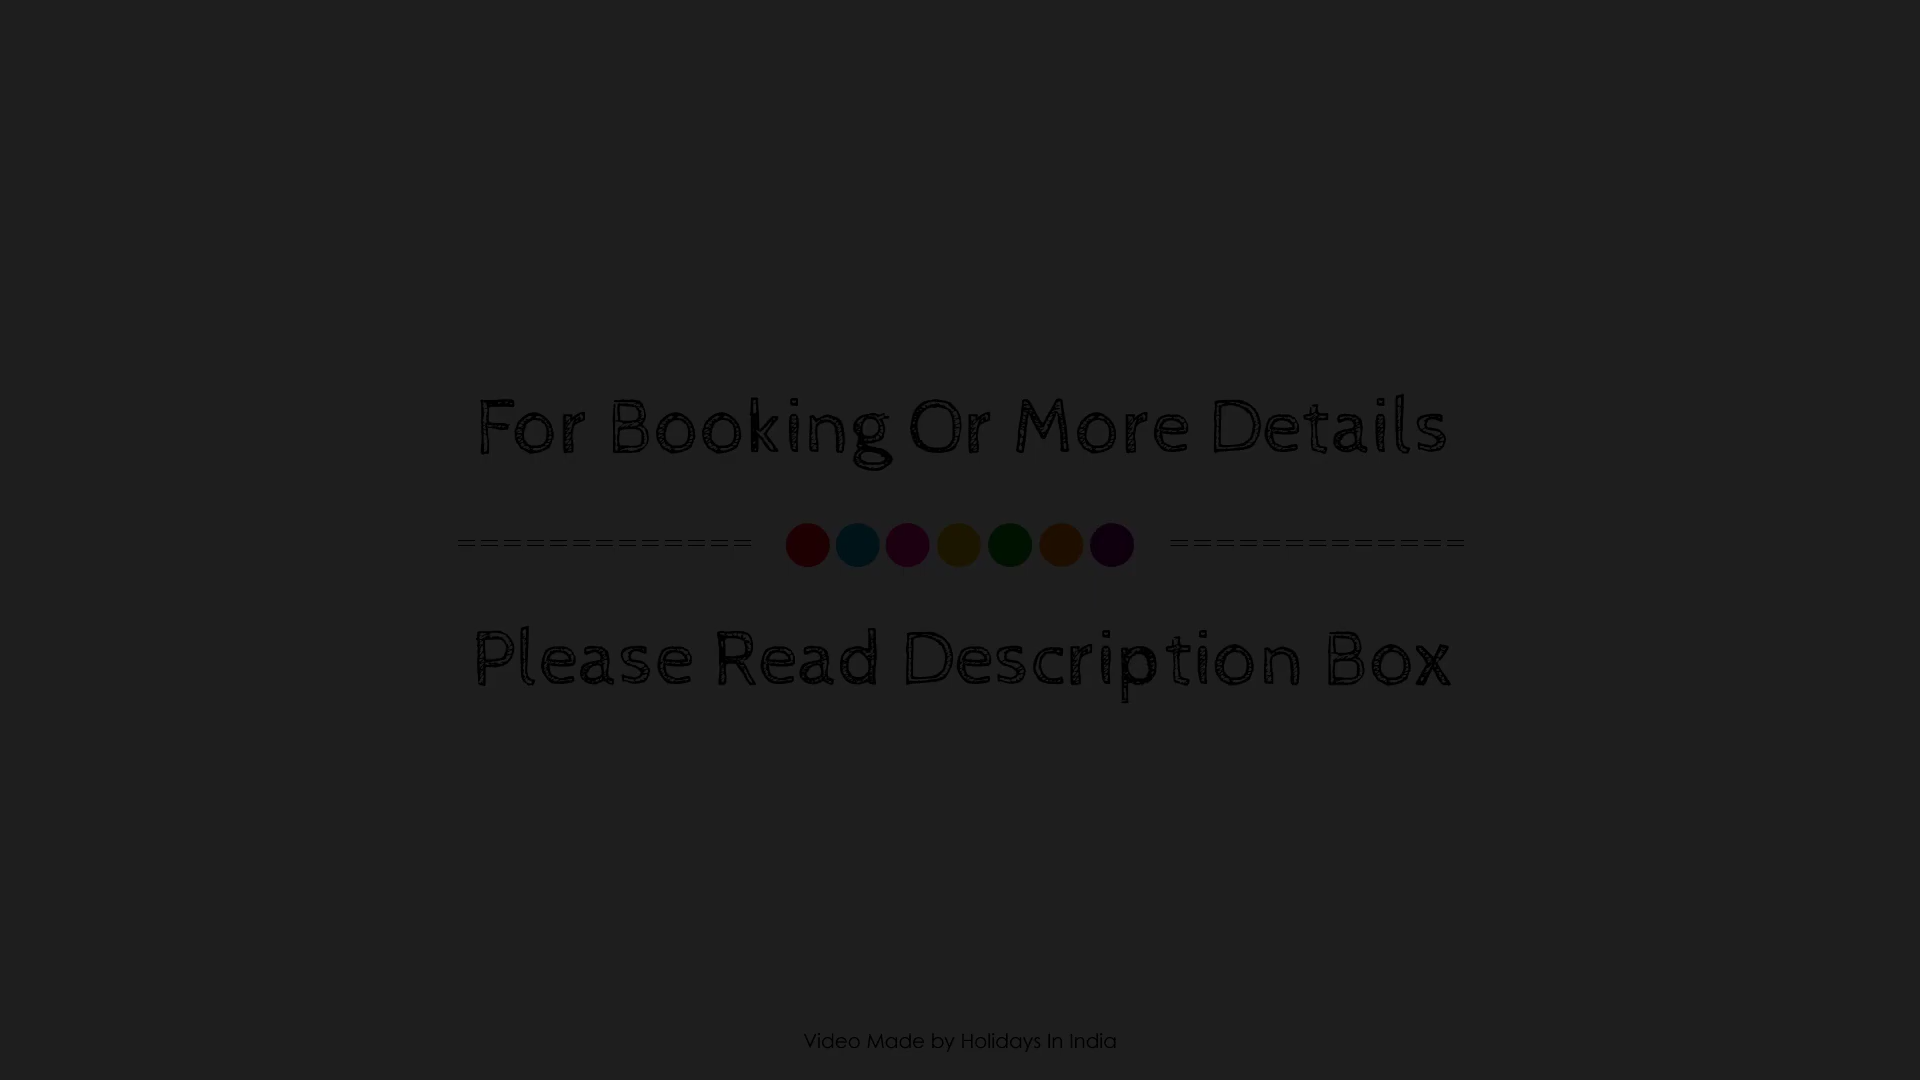 For Booking Or More Details
============= =============
Please Read Description Box
Video Made by Holidays In India